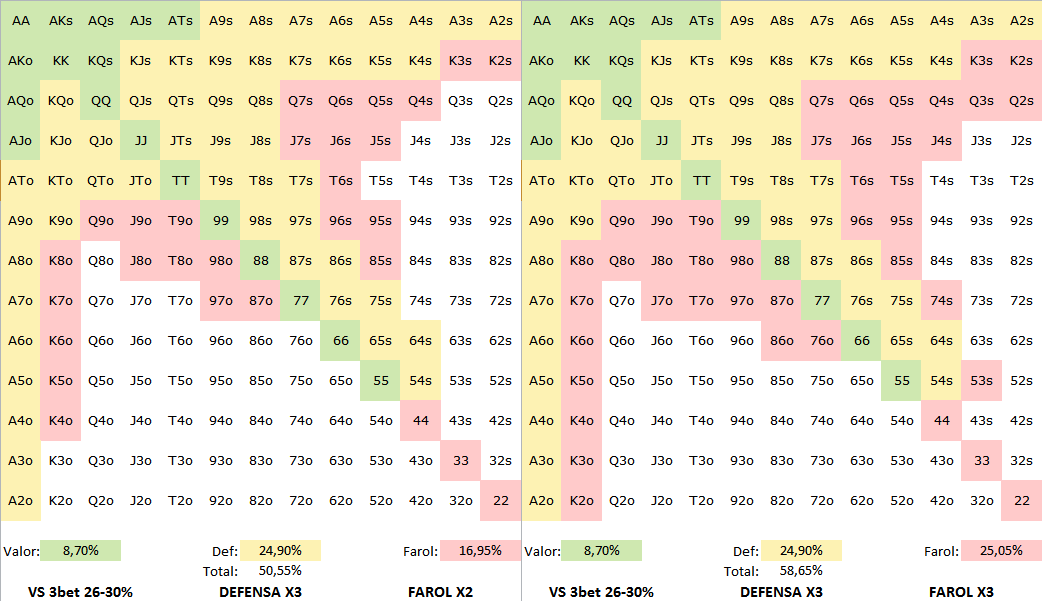 AA AKs AQs AJs ATs A9s A8s A7s A6s A5s A4s A3s A2s AA AKs AQs AJs ATs A9s A8s A7s A6s A5s A4s A3s A2s
AKo KK KQs KJs KTs K9s K8s K7s K6s K5s K4s K3s K2s AKo KK KQs KJs KTs K9s K8s K7s K6s K5s K4s K3s K2s
AQo KQo QQ QJs QTs Q9s Q8s Q7s Q6s Q5s Q4s Q3s Q2s AQo KQo QQ QJs QTs Q9s Q8s Q7s Q6s Q5s Q4s Q3s Q2s
AJo KJo QJo JJ JTs J9s J8s J7s J6s J5s J4s J3s J2s AJo KJo QJo JJ JTs J9s J8s J7s J6s J5s J4s J3s J2s
ATo KTo QTo JTo TT T9s T8s T7s T6s T5s T4s T3s T2s ATo KTo QTo JTo TT T9s T8s T7s T6s T5s T4s T3s T2s
A9o K9o Q9o J9o T9o 99 98s 97s 96s 95s 94s 93s 92s A9o K9o Q9o J9o T9o 99 98s 97s 96s 95s 94s 93s 92s
A8o K8o Q8o J8o T8o 98o 88 87s 86s 85s 84s 83s 82s A8o K8o Q8o J8o T8o 98o 88 87s 86s 85s 84s 83s 82s
A7o K7o Q7o J7o T7o 97o 87o 77 76s 75s 74s 73s 72s A7o K7o Q7o J7o T7o 97o 87o 77 76s 75s 74s 73s 72s
A6o K6o Q6o J6o T6o 96o 86o 76o 66 65s 64s 63s 62s A6o K6o Q6o J6o T6o 96o 86o 76o 66 65s 64s 63s 62s
A5o K5o Q5o J5o T5o 95o 85o 75o 65o 55 54s 53s 52s A5o K5o Q5o J5o T5o 95o 85o 75o 65o 55 54s 53s 52s
A4o K4o Q4o J4o T4o 94o 84o 74o 64o 54o 44 43s 42s A4o K4o Q4o J4o T4o 94o 84o 74o 64o 54o 44 43s 42s
A3o K3o Q3o J3o T3o 93o 83o 73o 63o 53o 43o 33 32s A3o K3o Q3o J3o T3o 93o 83o 73o 63o 53o 43o 33 32s
A2o K2o Q2o J2o T2o 92o 82o 72o 62o 52o 42o 32o 22 A2o K2o Q2o J2o T2o 92o 82o 72o 62o 52o 42o 32o 22
Valor: 8,70% Def: 24,90% Farol: 16,95% Valor: 8,70% Def: 24,90% Farol: 25,05%
Total: 50,55% Total: 58,65%
VS 3bet 26-30% DEFENSA X3 FAROL X2 VS 3bet 26-30% DEFENSA X3 FAROL X3